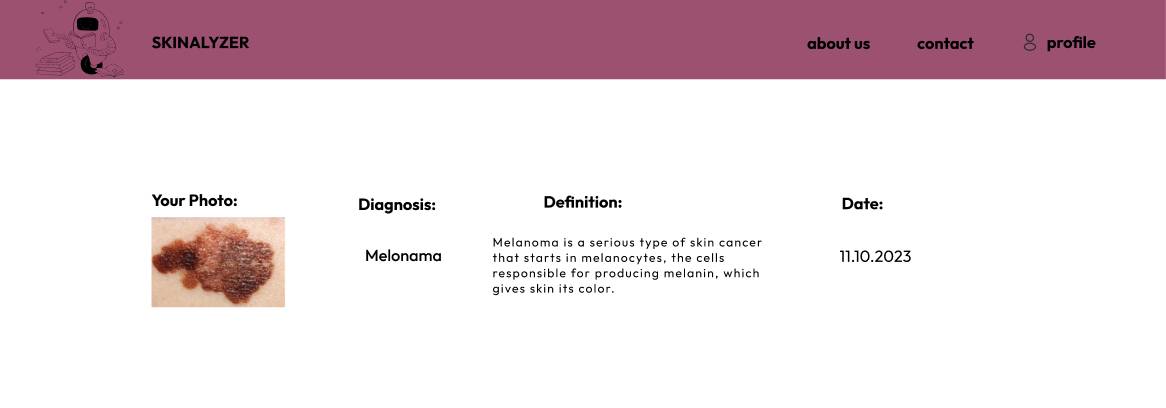 SKINALYZER
about us
contact
profile
Your Photo:
Diagnosis:
Definition:
Date:
Melonama
Melanoma is a serious type of skin cancer
that starts in melanocytes, the cells
responsible for producing melanin, which
gives skin its color.
11.10.2023